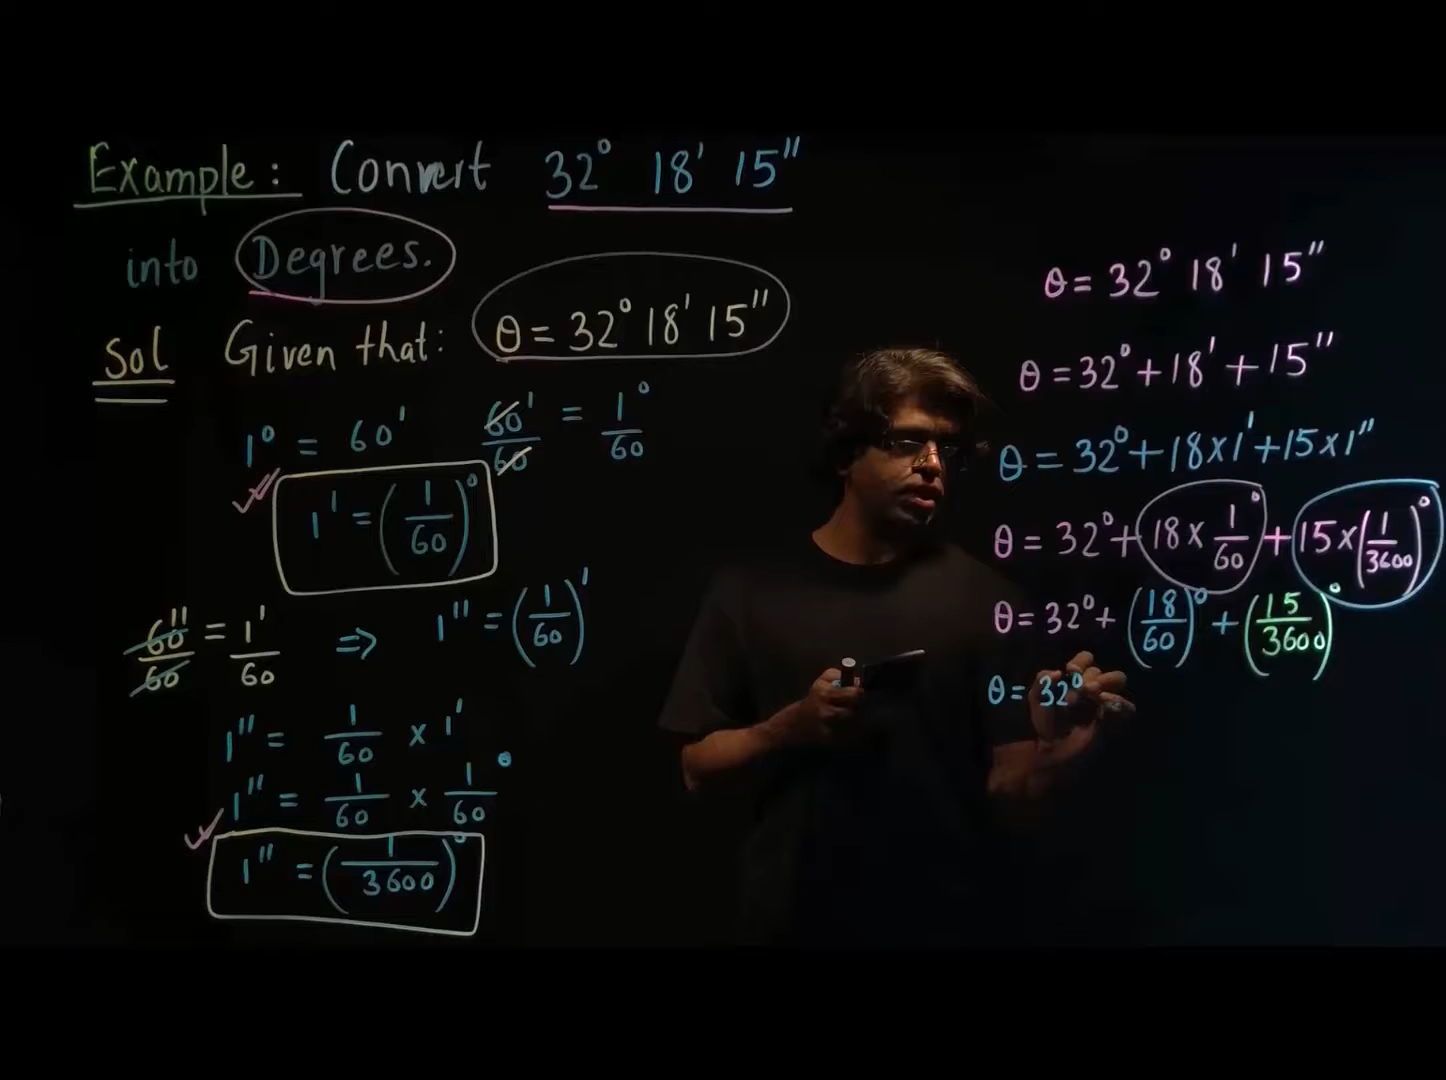 Example: Convert 32° 18' 15"
into Degrees.
Sol Given that: θ = 32° 18' 15"
1° = 60' 60'/60 = 1°/60
1' = (1/60)°
60"/60 = 1'/60 ⇒ 1" = (1/60)'
1" = 1/60 × 1'
1" = 1/60 × 1/60°
1" = (1/3600)°
θ = 32° 18' 15"
θ = 32° + 18' + 15"
θ = 32° + 18×1' + 15×1"
θ = 32° + 18 × 1/60° + 15 × (1/3600)°
θ = 32° + (18/60)° + (15/3600)°
θ = 32°